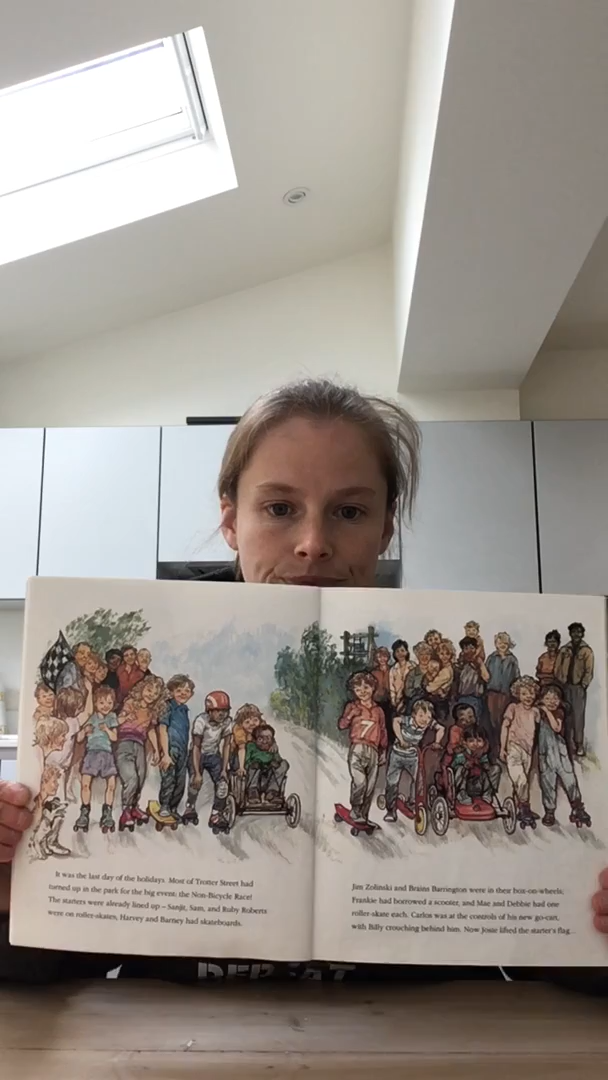 It was the last day of the holidays. Most of Trotter Street had
turned up in the park for the big event: the Non-Bicycle Race!
The starters were already lined up – Sanjit, Sam, and Ruby Roberts
were on roller-skates, Harvey and Barney had skateboards.
Jim Zolinski and Brains Barrington were in their box-on-wheels;
Frankie had borrowed a scooter, and Mae and Debbie had one
roller-skate each. Carlos was at the controls of his new go-cart,
with Billy crouching behind him. Now Josie lifted the starter's flag...
7